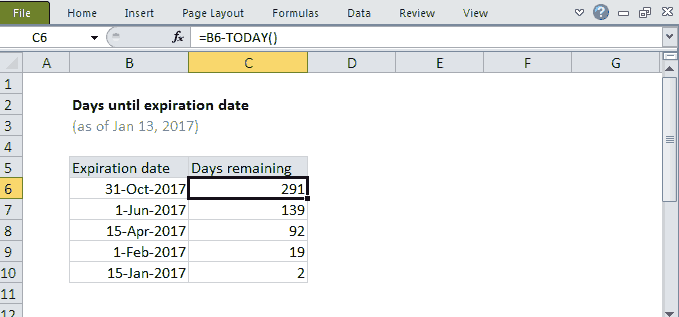 File Home Insert Page Layout Formulas Data Review View
C6 fx =B6-TODAY()
A B C D E F G
1
2 Days until expiration date
3 (as of Jan 13, 2017)
4
5 Expiration date Days remaining
6 31-Oct-2017 291
7 1-Jun-2017 139
8 15-Apr-2017 92
9 1-Feb-2017 19
10 15-Jan-2017 2
11
12